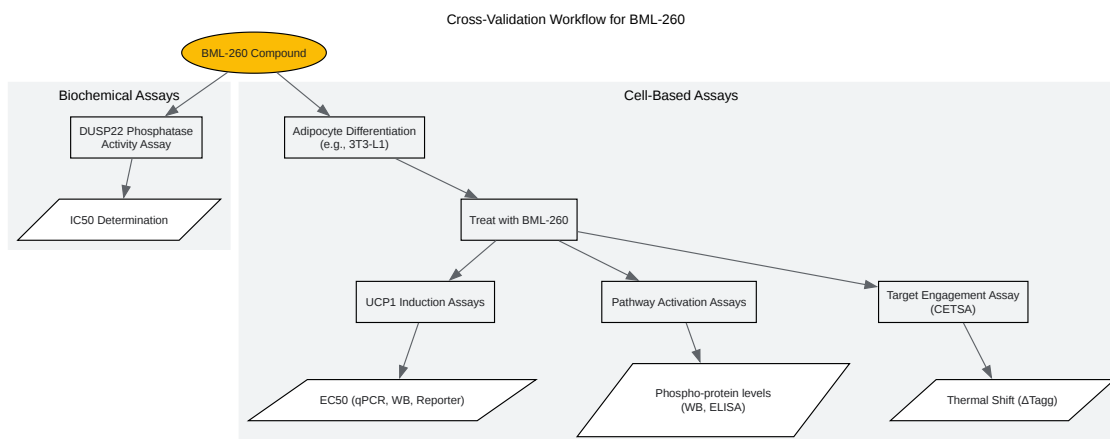 Cross-Validation Workflow for BML-260
BML-260 Compound
Biochemical Assays
Cell-Based Assays
DUSP22 Phosphatase
Activity Assay
Adipocyte Differentiation
(e.g., 3T3-L1)
IC50 Determination
Treat with BML-260
UCP1 Induction Assays
Pathway Activation Assays
Target Engagement Assay
(CETSA)
EC50 (qPCR, WB, Reporter)
Phospho-protein levels
(WB, ELISA)
Thermal Shift (ΔTagg)